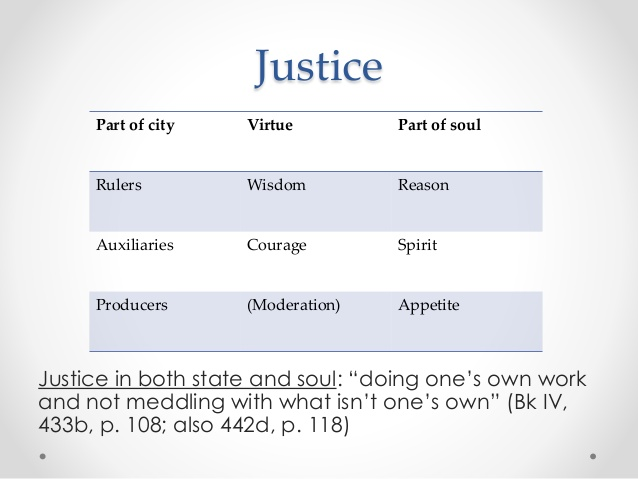 Justice
Part of city Virtue Part of soul
Rulers Wisdom Reason
Auxiliaries Courage Spirit
Producers (Moderation) Appetite
Justice in both state and soul: “doing one’s own work
and not meddling with what isn’t one’s own” (Bk IV,
433b, p. 108; also 442d, p. 118)